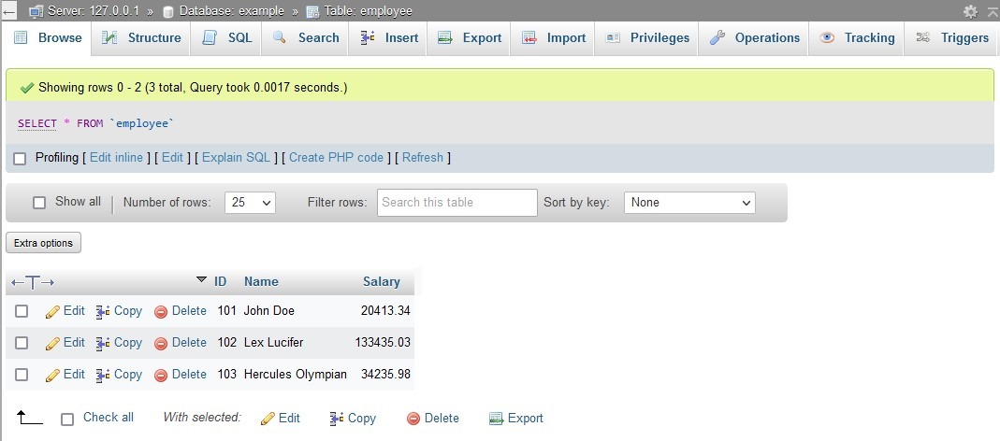 Server: 127.0.0.1 » Database: example » Table: employee
Browse Structure SQL Search Insert Export Import Privileges Operations Tracking Triggers
Showing rows 0 - 2 (3 total, Query took 0.0017 seconds.)
SELECT * FROM `employee`
Profiling [ Edit inline ] [ Edit ] [ Explain SQL ] [ Create PHP code ] [ Refresh ]
Show all Number of rows: 25 Filter rows: Search this table Sort by key: None
Extra options
ID Name Salary
Edit Copy Delete 101 John Doe 20413.34
Edit Copy Delete 102 Lex Lucifer 133435.03
Edit Copy Delete 103 Hercules Olympian 34235.98
Check all With selected: Edit Copy Delete Export